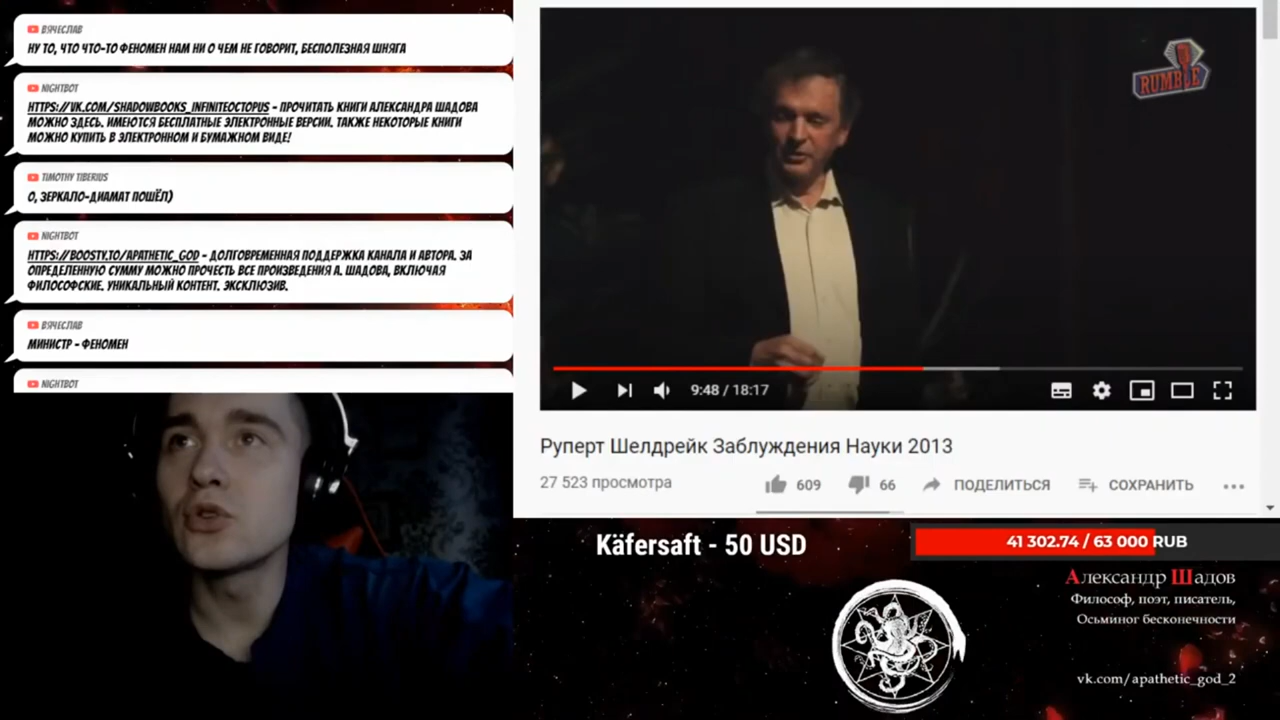 ВЯЧЕСЛАВ
НУ ТО, ЧТО ЧТО-ТО ФЕНОМЕН НАМ НИ О ЧЕМ НЕ ГОВОРИТ, БЕСПОЛЕЗНАЯ ШНЯГА
NIGHTBOT
HTTPS://VK.COM/SHADOWBOOKS_INFINITEOCTOPUS - ПРОЧИТАТЬ КНИГИ АЛЕКСАНДРА ШАДОВА
МОЖНО ЗДЕСЬ. ИМЕЮТСЯ БЕСПЛАТНЫЕ ЭЛЕКТРОННЫЕ ВЕРСИИ. ТАКЖЕ НЕКОТОРЫЕ КНИГИ
МОЖНО КУПИТЬ В ЭЛЕКТРОННОМ И БУМАЖНОМ ВИДЕ!
TIMOTHY TIBERIUS
О, ЗЕРКАЛО-ДИАМАТ ПОШЁЛ)
NIGHTBOT
HTTPS://BOOSTY.TO/APATHETIC_GOD - ДОЛГОВРЕМЕННАЯ ПОДДЕРЖКА КАНАЛА И АВТОРА. ЗА
ОПРЕДЕЛЕННУЮ СУММУ МОЖНО ПРОЧЕСТЬ ВСЕ ПРОИЗВЕДЕНИЯ А. ШАДОВА, ВКЛЮЧАЯ
ФИЛОСОФСКИЕ. УНИКАЛЬНЫЙ КОНТЕНТ. ЭКСКЛЮЗИВ.
ВЯЧЕСЛАВ
МИНИСТР - ФЕНОМЕН
NIGHTBOT
RUMBLE
9:48 / 18:17
Руперт Шелдрейк Заблуждения Науки 2013
27 523 просмотра
609
66
ПОДЕЛИТЬСЯ
СОХРАНИТЬ
Käfersaft - 50 USD
41 302.74 / 63 000 RUB
Александр Шадов
Философ, поэт, писатель,
Осьминог бесконечности
vk.com/apathetic_god_2